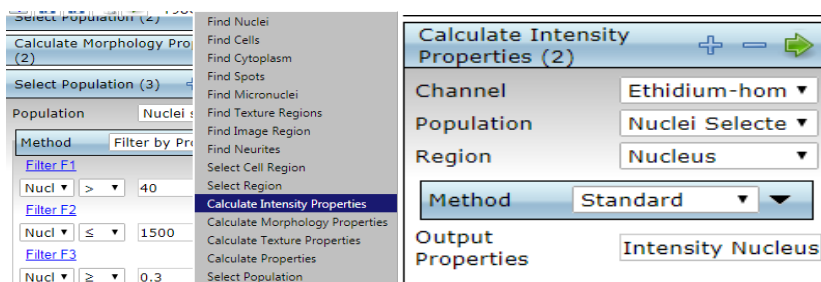 Select Population (2)
Calculate Morphology Pro
(2)
Select Population (3)
Population Nuclei s
Method Filter by Pro
Filter F1
Nucl > 40
Filter F2
Nucl ≤ 1500
Filter F3
Nucl ≥ 0.3
Find Nuclei
Find Cells
Find Cytoplasm
Find Spots
Find Micronuclei
Find Texture Regions
Find Image Region
Find Neurites
Select Cell Region
Select Region
Calculate Intensity Properties
Calculate Morphology Properties
Calculate Texture Properties
Calculate Properties
Select Population
Calculate Intensity
Properties (2)
Channel Ethidium-hom
Population Nuclei Selecte
Region Nucleus
Method Standard
Output
Properties Intensity Nucleus